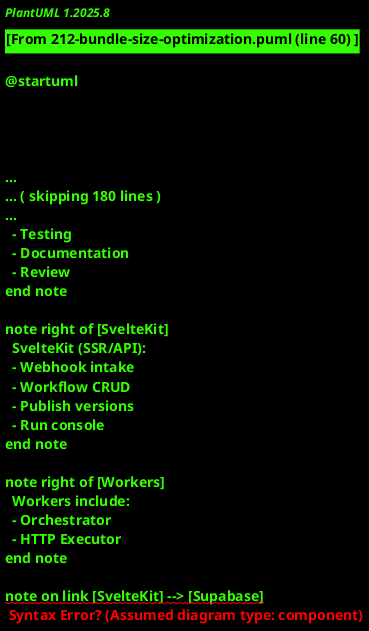 PlantUML 1.2025.8
[From 212-bundle-size-optimization.puml (line 60) ]
@startuml
...
... ( skipping 180 lines )
...
- Testing
- Documentation
- Review
end note
note right of [SvelteKit]
SvelteKit (SSR/API):
- Webhook intake
- Workflow CRUD
- Publish versions
- Run console
end note
note right of [Workers]
Workers include:
- Orchestrator
- HTTP Executor
end note
note on link [SvelteKit] --> [Supabase]
Syntax Error? (Assumed diagram type: component)